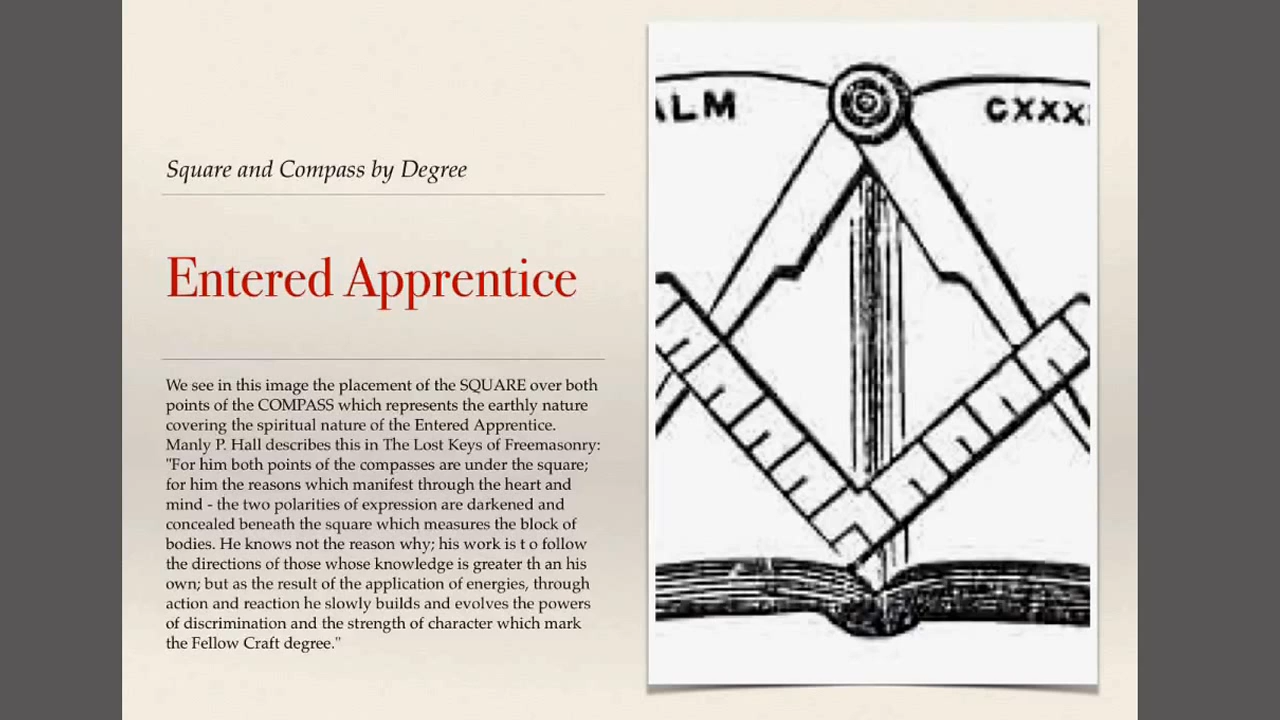 Square and Compass by Degree
Entered Apprentice
We see in this image the placement of the SQUARE over both
points of the COMPASS which represents the earthly nature
covering the spiritual nature of the Entered Apprentice.
Manly P. Hall describes this in The Lost Keys of Freemasonry:
"For him both points of the compasses are under the square;
for him the reasons which manifest through the heart and
mind - the two polarities of expression are darkened and
concealed beneath the square which measures the block of
bodies. He knows not the reason why; his work is t o follow
the directions of those whose knowledge is greater th an his
own; but as the result of the application of energies, through
action and reaction he slowly builds and evolves the powers
of discrimination and the strength of character which mark
the Fellow Craft degree."
ALM CXXX